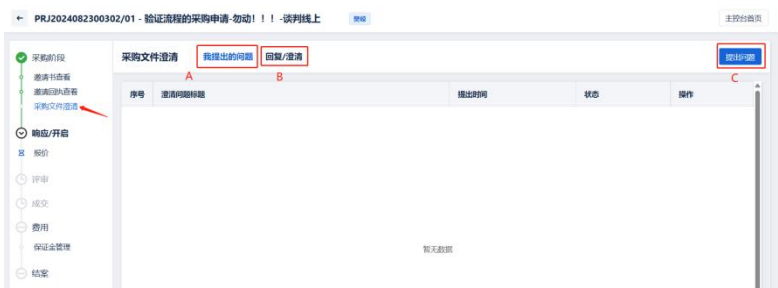 ← PRJ2024082300302/01 - 验证流程的采购申请-勿动！！！-谈判线上 主控台首页
采购阶段
邀请书查看
邀请回执查看
采购文件澄清
响应/开启
报价
评审
成交
费用
保证金管理
结案
采购文件澄清 我提出的问题 回复/澄清 提出问题
A B C
序号 澄清问题标题 提出时间 状态 操作
暂无数据